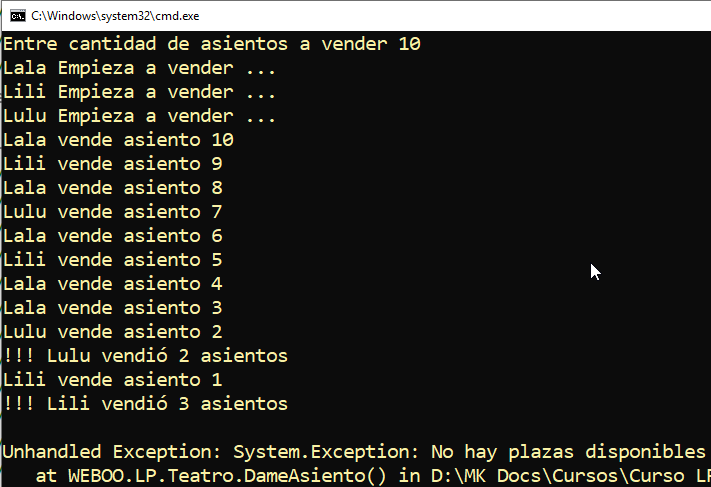 C:\Windows\system32\cmd.exe
Entre cantidad de asientos a vender 10
Lala Empieza a vender ...
Lili Empieza a vender ...
Lulu Empieza a vender ...
Lala vende asiento 10
Lili vende asiento 9
Lala vende asiento 8
Lulu vende asiento 7
Lala vende asiento 6
Lili vende asiento 5
Lala vende asiento 4
Lala vende asiento 3
Lulu vende asiento 2
!!! Lulu vendió 2 asientos
Lili vende asiento 1
!!! Lili vendió 3 asientos
Unhandled Exception: System.Exception: No hay plazas disponibles
at WEBOO.LP.Teatro.DameAsiento() in D:\MK Docs\Cursos\Curso LP